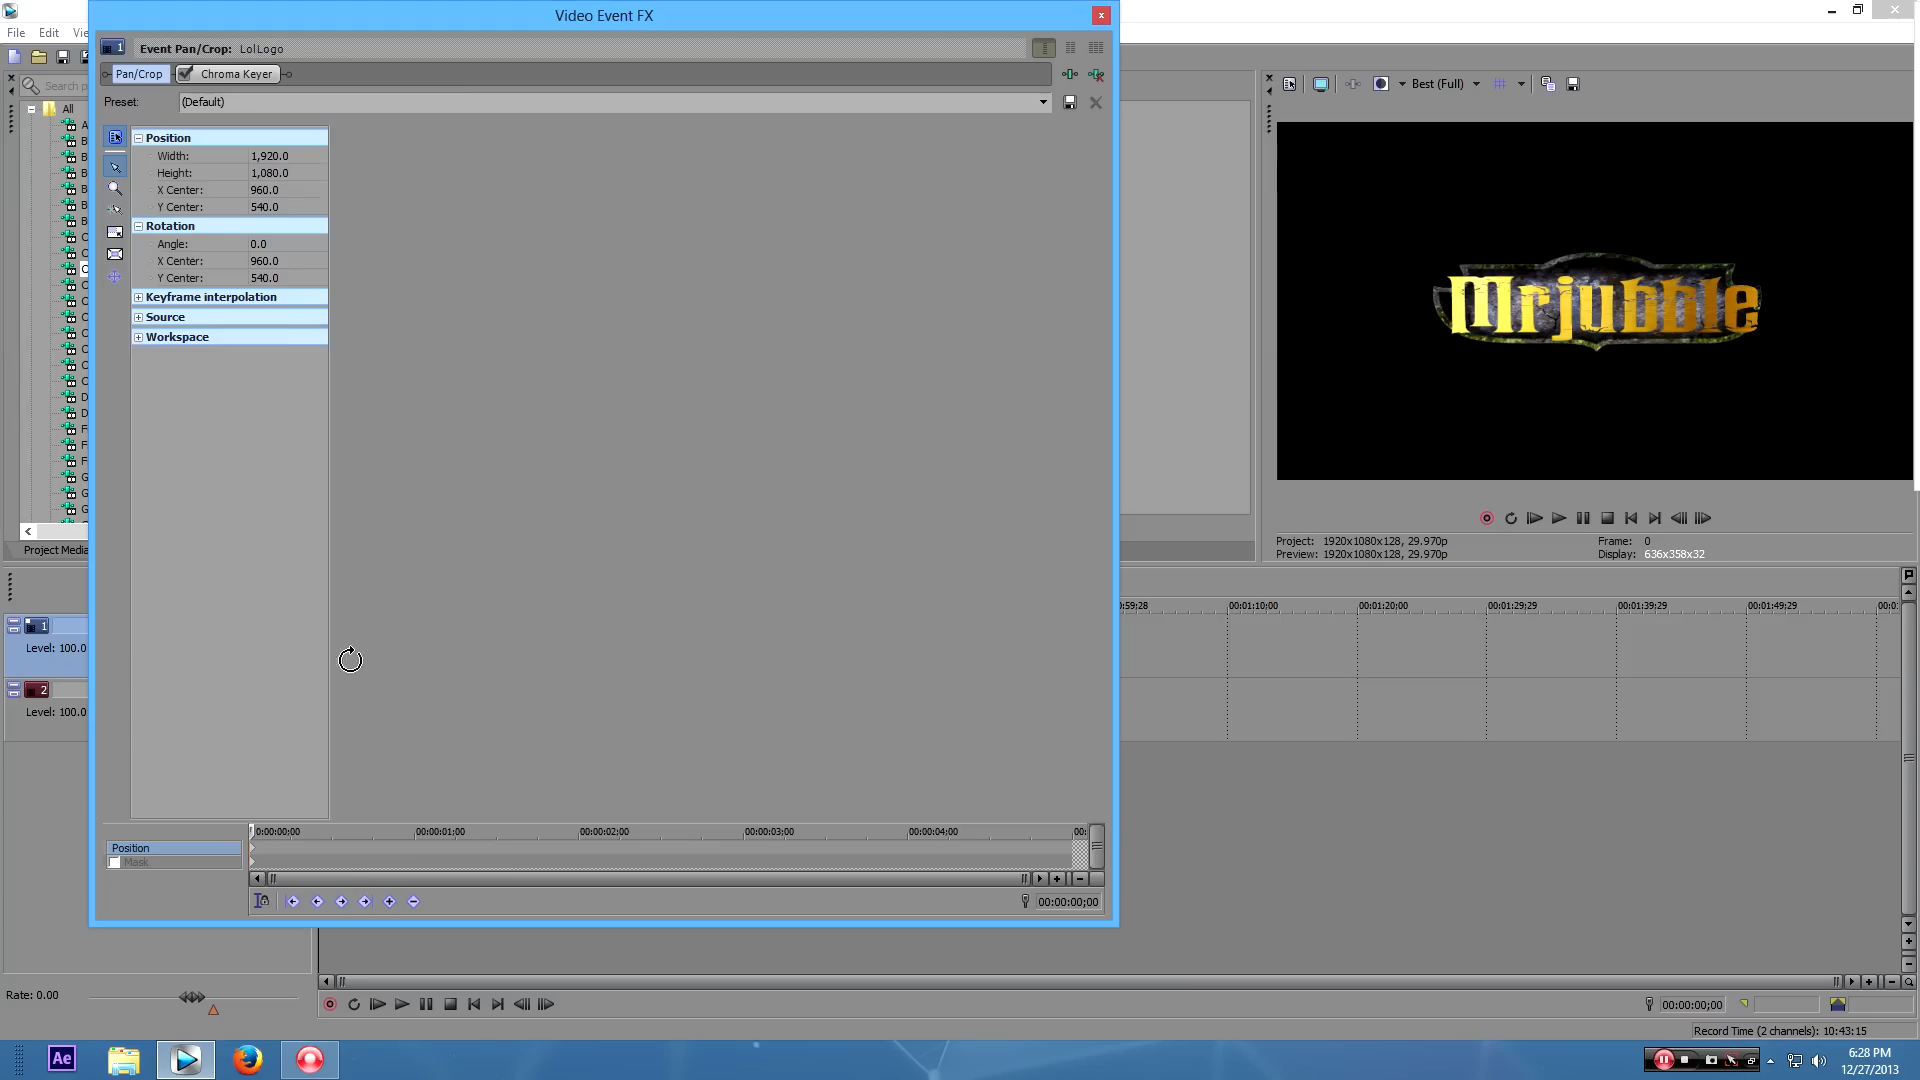 Video Event FX
File Edit
Event Pan/Crop: LolLogo
Pan/Crop
Chroma Keyer
Preset: (Default)
Search
All
Best (Full)
Position
Width: 1,920.0
Height: 1,080.0
X Center: 960.0
Y Center: 540.0
Rotation
Angle: 0.0
X Center: 960.0
Y Center: 540.0
Keyframe interpolation
Source
Workspace
Mrjubble
Project Media
Project: 1920x1080x128, 29.970p
Frame: 0
Preview: 1920x1080x128, 29.970p
Display: 636x358x32
00:01:10;00
00:01:20;00
00:01:29;29
00:01:39;29
00:01:49;29
1
Level: 100.0
2
Level: 100.0
0:00:00;00
00:00:01;00
00:00:02;00
00:00:03;00
00:00:04;00
Position
Mask
00:00:00;00
Rate: 0.00
00:00:00;00
Record Time (2 channels): 10:43:15
Ae
6:28 PM
12/27/2013